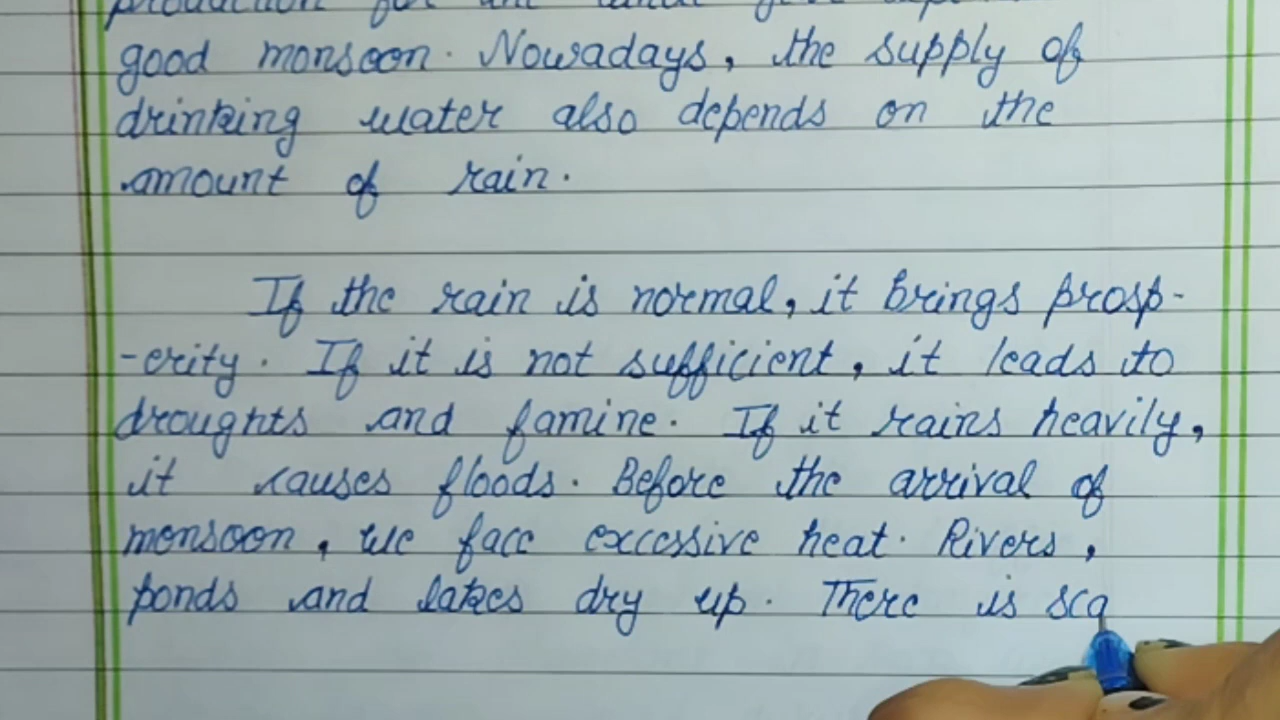 good monsoon. Nowadays, the supply of
drinking water also depends on the
amount of rain.
If the rain is normal, it brings prosp-
-erity. If it is not sufficient, it leads to
droughts and famine. If it rains heavily,
it causes floods. Before the arrival of
monsoon, we face excessive heat. Rivers,
ponds and lakes dry up. There is sca